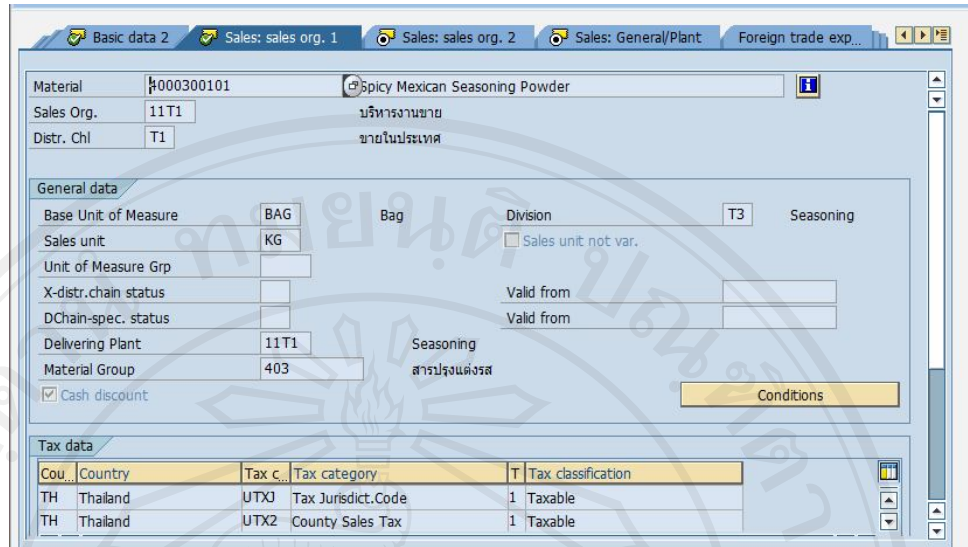 Basic data 2 Sales: sales org. 1 Sales: sales org. 2 Sales: General/Plant Foreign trade exp...
Material 4000300101 Spicy Mexican Seasoning Powder
Sales Org. 11T1 บริหารงานขาย
Distr. Chl T1 ขายในประเทศ
General data
Base Unit of Measure BAG Bag Division T3 Seasoning
Sales unit KG Sales unit not var.
Unit of Measure Grp
X-distr.chain status Valid from
DChain-spec. status Valid from
Delivering Plant 11T1 Seasoning
Material Group 403 สารปรุงแต่งรส
Cash discount Conditions
Tax data
Cou... Country Tax c... Tax category T Tax classification
TH Thailand UTXJ Tax Jurisdict.Code 1 Taxable
TH Thailand UTX2 County Sales Tax 1 Taxable